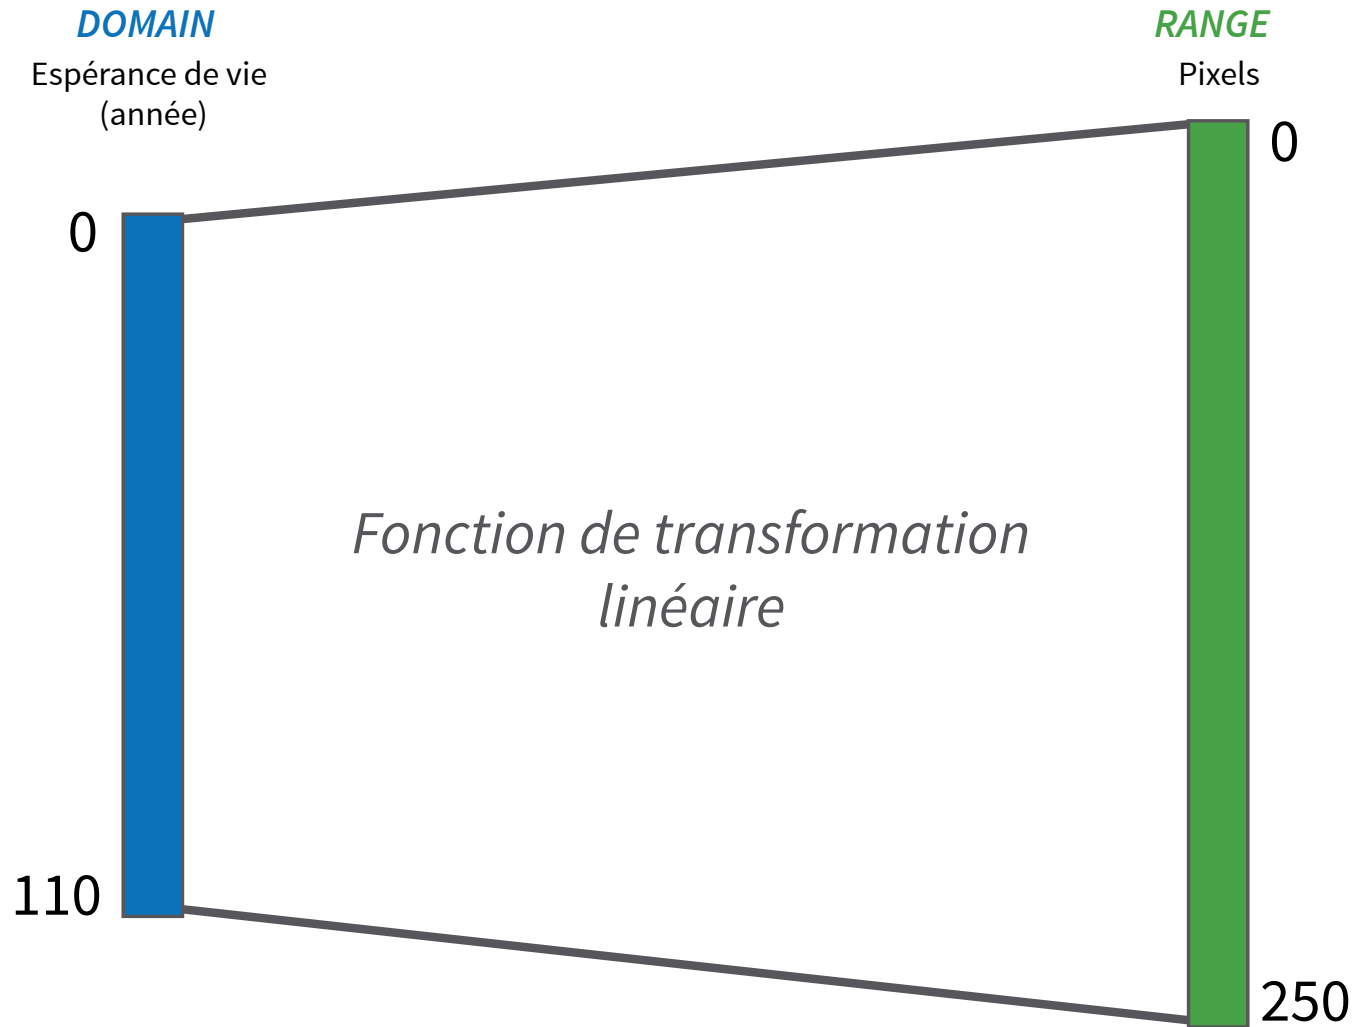 DOMAIN
Espérance de vie
(année)
RANGE
Pixels
0
0
Fonction de transformation
linéaire
110
250